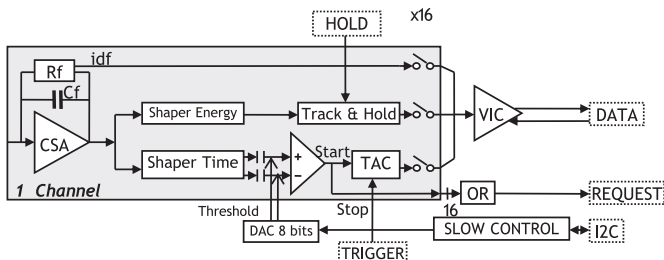 HOLD
x16
Rf
idf
Cf
CSA
Shaper Energy
Track & Hold
VIC
DATA
Shaper Time
+
−
Start
TAC
1 Channel
Threshold
Stop
16
OR
REQUEST
DAC 8 bits
SLOW CONTROL
I2C
TRIGGER